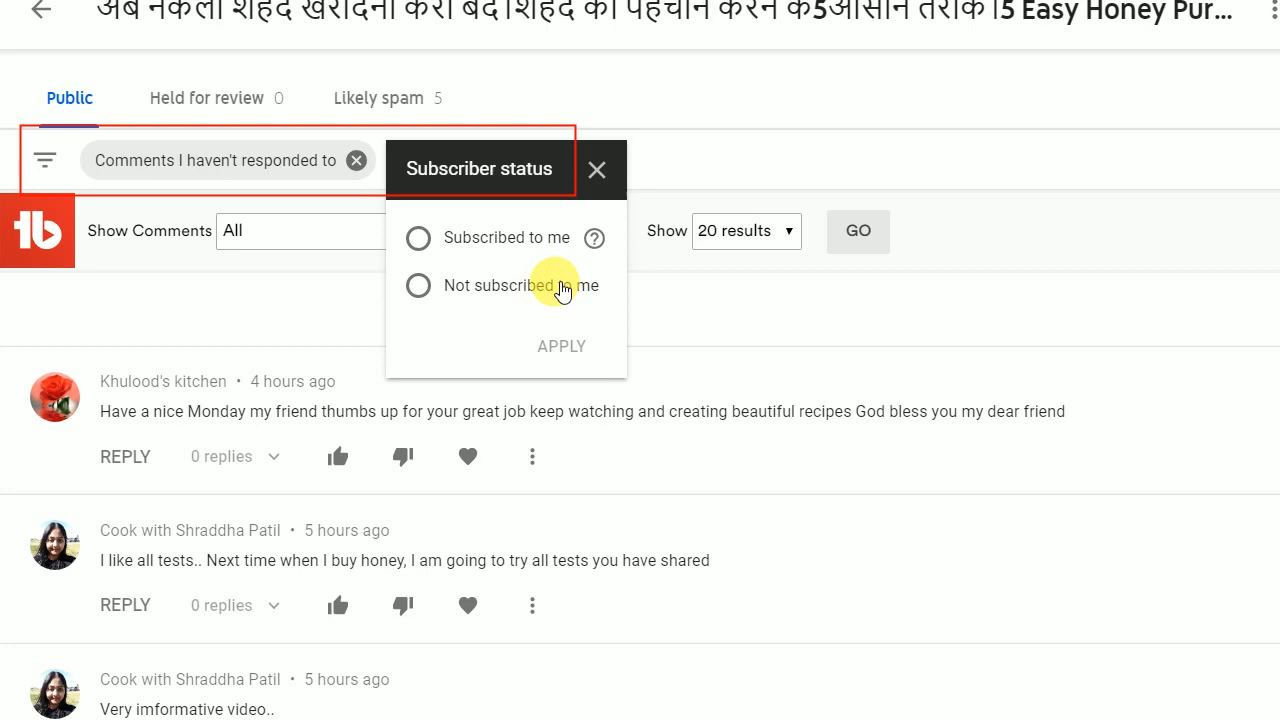 अब नकली शहद खरीदना करो बंद।शहद की पहचान करने के5आसान तरीके।5 Easy Honey Pur...
Public Held for review 0 Likely spam 5
Comments I haven't responded to
Subscriber status
tb Show Comments All Show 20 results GO
Subscribed to me
Not subscribed to me
APPLY
Khulood's kitchen • 4 hours ago
Have a nice Monday my friend thumbs up for your great job keep watching and creating beautiful recipes God bless you my dear friend
REPLY 0 replies
Cook with Shraddha Patil • 5 hours ago
I like all tests.. Next time when I buy honey, I am going to try all tests you have shared
REPLY 0 replies
Cook with Shraddha Patil • 5 hours ago
Very imformative video..